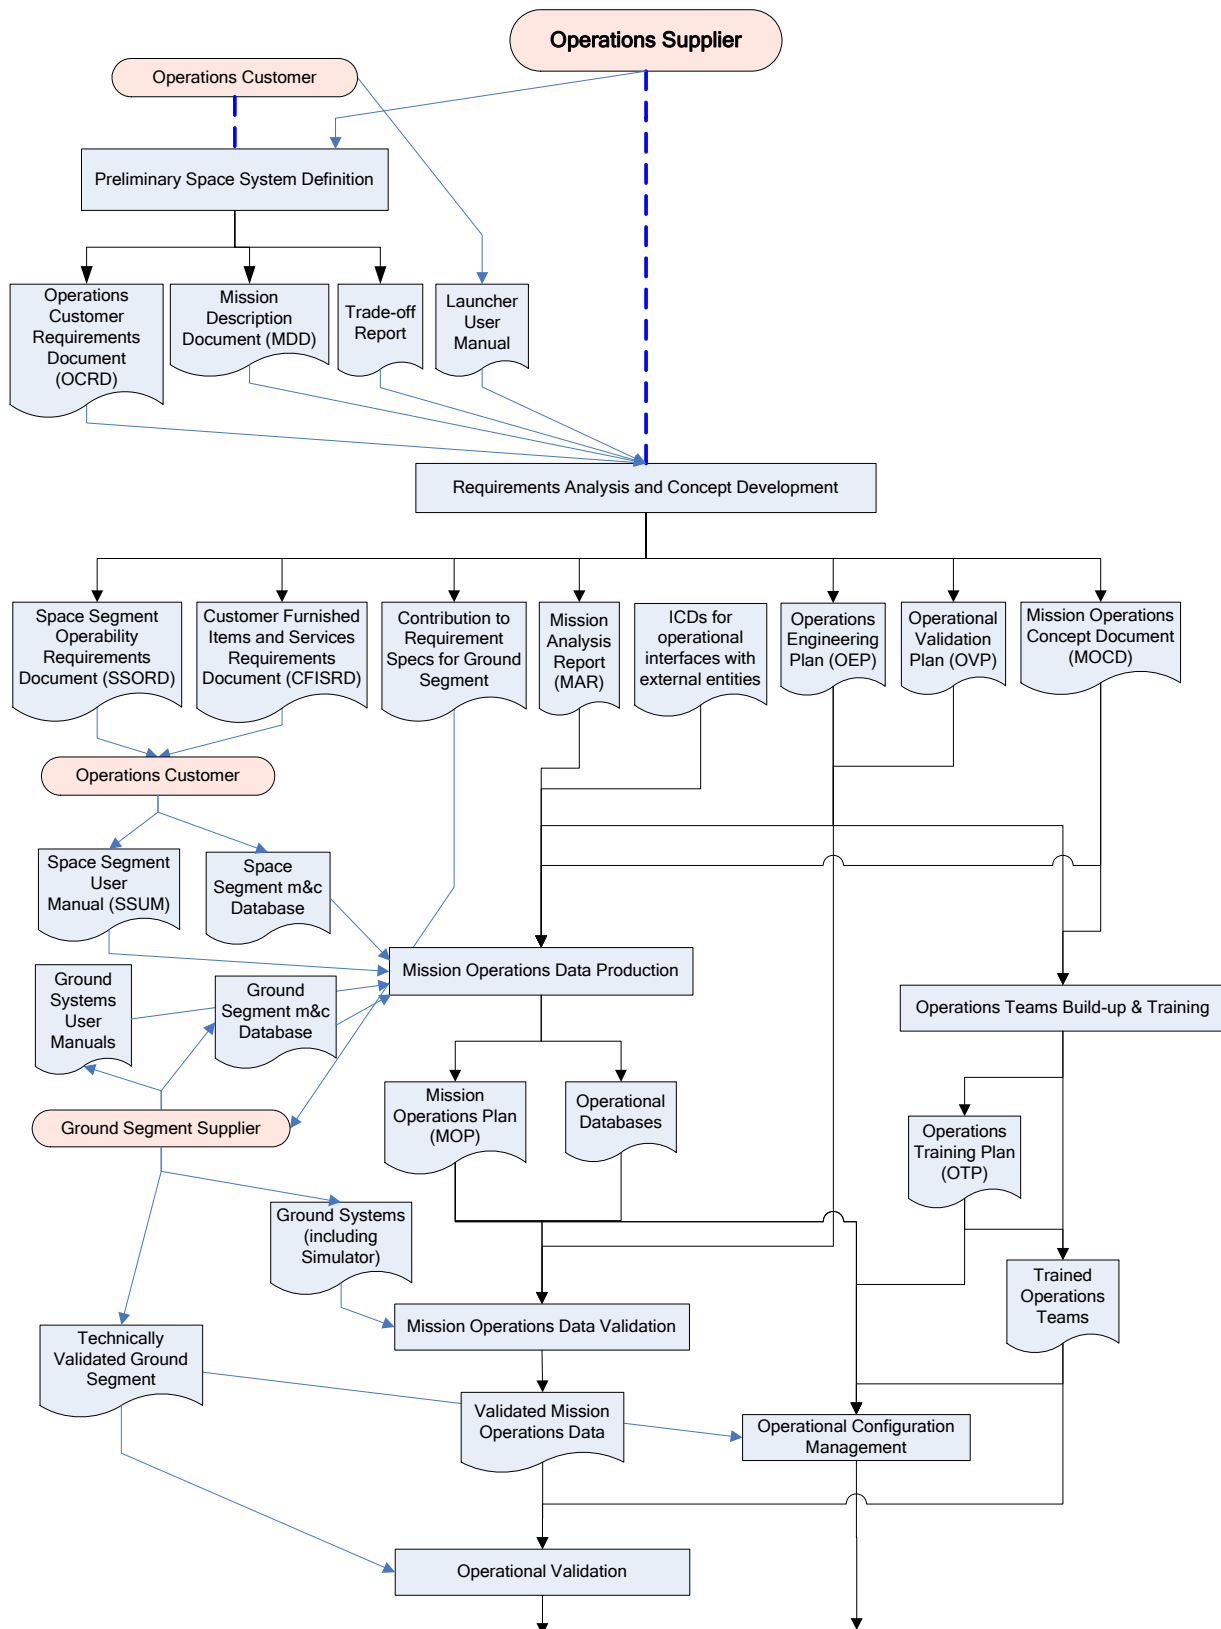 Operations Supplier
Operations Customer
Preliminary Space System Definition
Operations
Customer
Requirements
Document
(OCRD)
Mission
Description
Document (MDD)
Trade-off
Report
Launcher
User
Manual
Requirements Analysis and Concept Development
Space Segment
Operability
Requirements
Document (SSORD)
Customer Furnished
Items and Services
Requirements
Document (CFISRD)
Contribution to
Requirement
Specs for Ground
Segment
Mission
Analysis
Report
(MAR)
ICDs for
operational
interfaces with
external entities
Operations
Engineering
Plan (OEP)
Operational
Validation
Plan (OVP)
Mission Operations
Concept Document
(MOCD)
Operations Customer
Space Segment
User
Manual (SSUM)
Space
Segment m&c
Database
Mission Operations Data Production
Ground
Systems
User
Manuals
Ground
Segment m&c
Database
Operations Teams Build-up & Training
Mission
Operations Plan
(MOP)
Operational
Databases
Ground Segment Supplier
Operations
Training Plan
(OTP)
Ground Systems
(including
Simulator)
Trained
Operations
Teams
Mission Operations Data Validation
Technically
Validated Ground
Segment
Validated Mission
Operations Data
Operational Configuration
Management
Operational Validation